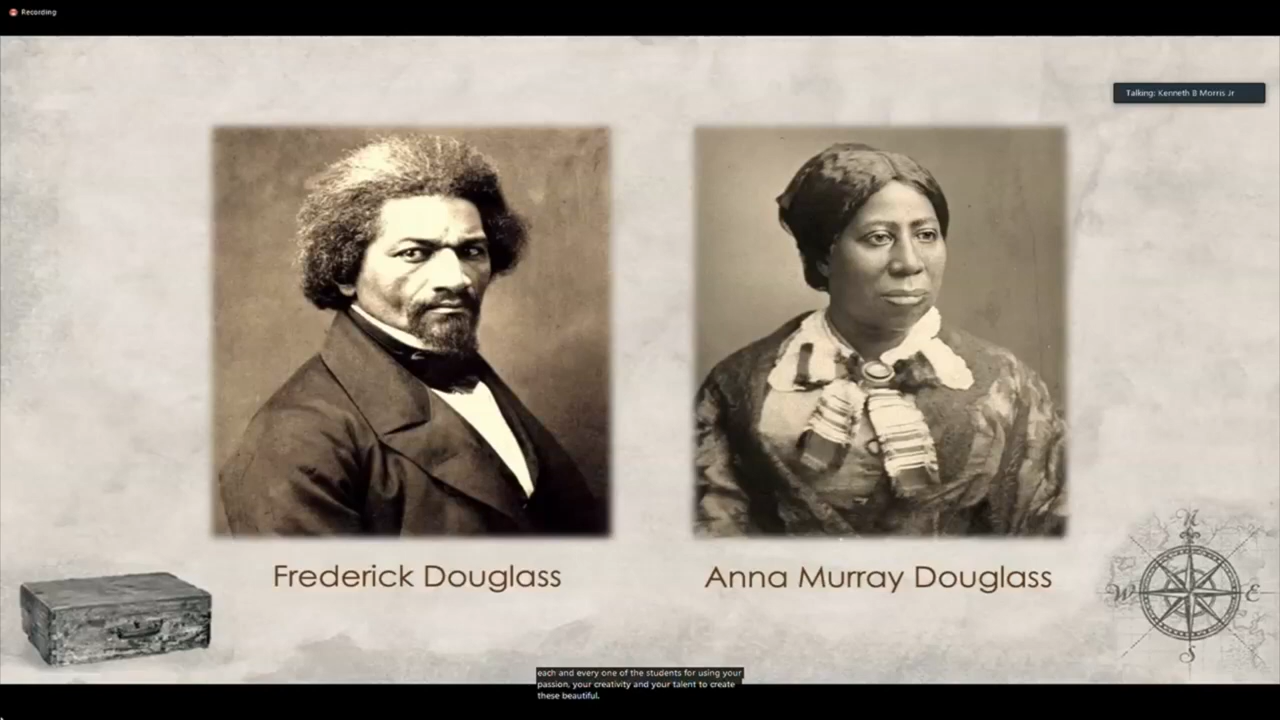 Recording
Talking: Kenneth B Morris Jr
Frederick Douglass
Anna Murray Douglass
N
W
E
S
each and every one of the students for using your
passion, your creativity and your talent to create
these beautiful.